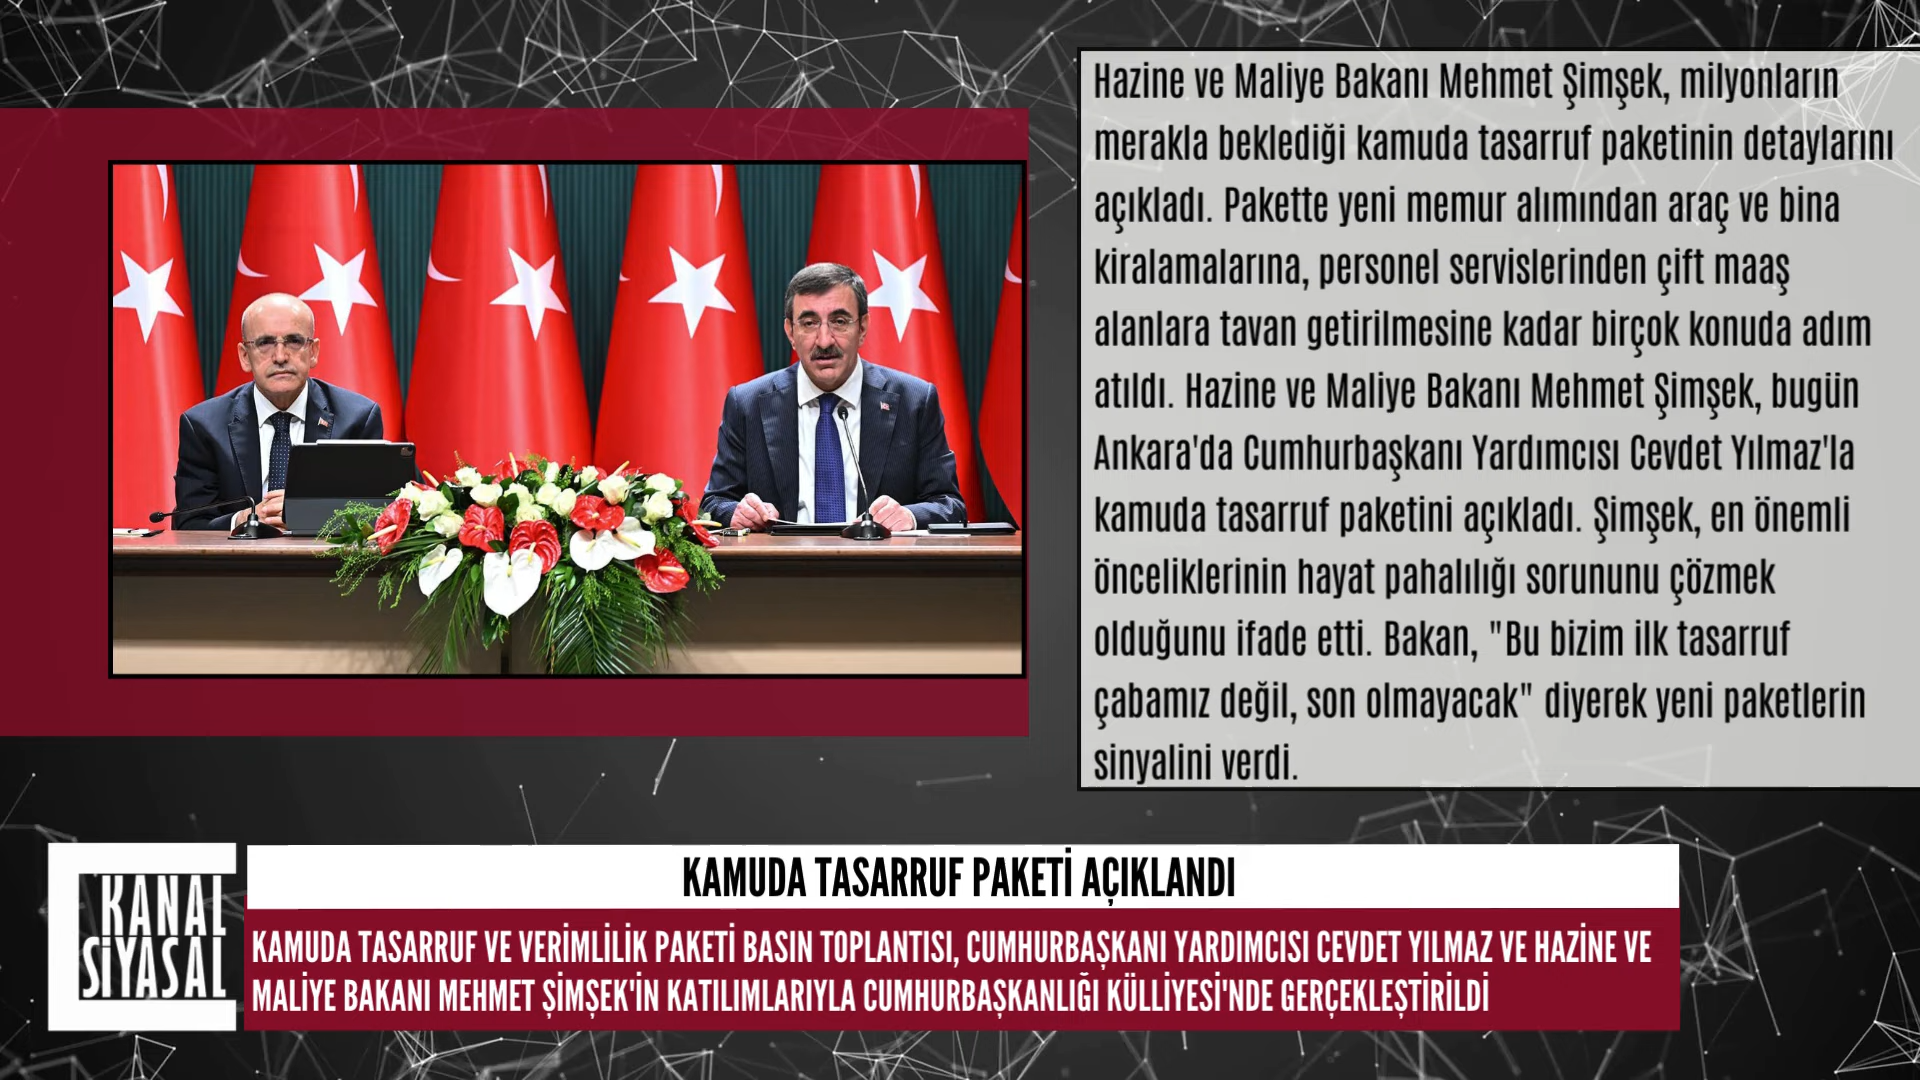 Hazine ve Maliye Bakanı Mehmet Şimşek, milyonların
merakla beklediği kamuda tasarruf paketinin detaylarını
açıkladı. Pakette yeni memur alımından araç ve bina
kiralamalarına, personel servislerinden çift maaş
alanlara tavan getirilmesine kadar birçok konuda adım
atıldı. Hazine ve Maliye Bakanı Mehmet Şimşek, bugün
Ankara'da Cumhurbaşkanı Yardımcısı Cevdet Yılmaz'la
kamuda tasarruf paketini açıkladı. Şimşek, en önemli
önceliklerinin hayat pahalılığı sorununu çözmek
olduğunu ifade etti. Bakan, "Bu bizim ilk tasarruf
çabamız değil, son olmayacak" diyerek yeni paketlerin
sinyalini verdi.
KAMUDA TASARRUF PAKETİ AÇIKLANDI
KANAL
SİYASAL
KAMUDA TASARRUF VE VERİMLİLİK PAKETİ BASIN TOPLANTISI, CUMHURBAŞKANI YARDIMCISI CEVDET YILMAZ VE HAZİNE VE
MALİYE BAKANI MEHMET ŞİMŞEK'İN KATILIMLARIYLA CUMHURBAŞKANLIĞI KÜLLİYESİ'NDE GERÇEKLEŞTİRİLDİ